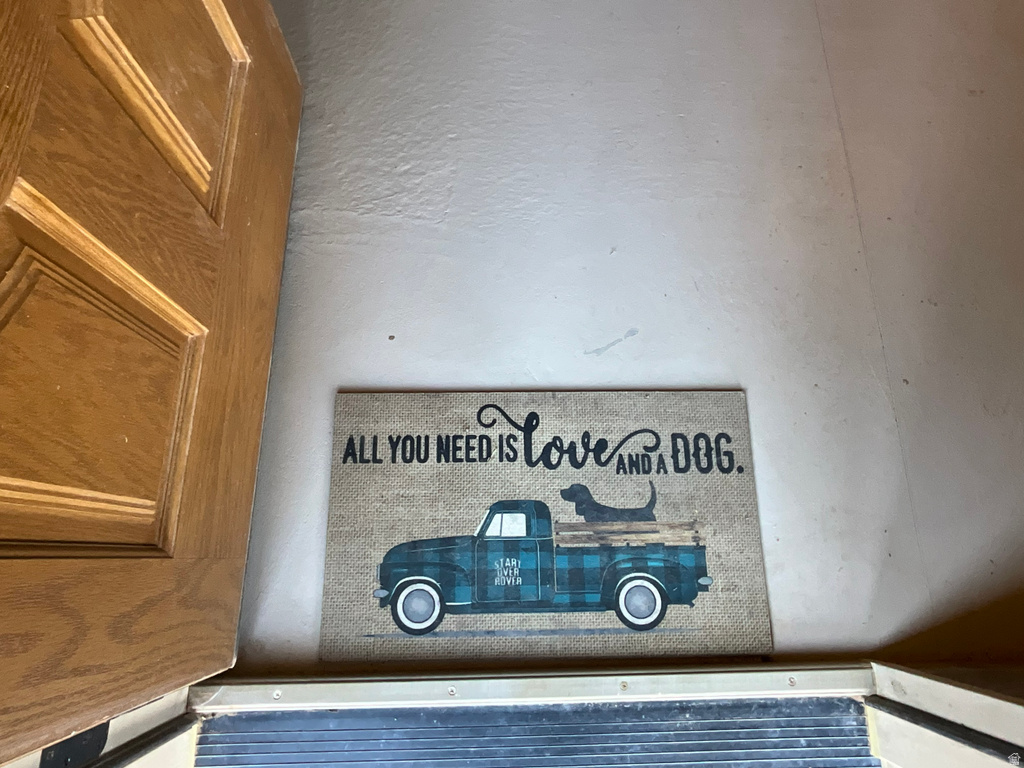 ALL YOU NEED IS love AND A DOG.
START
OVER
ROVER